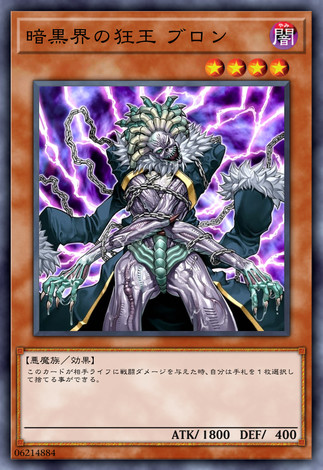 暗黒界の狂王 ブロン
やみ
闇
【悪魔族／効果】
このカードが相手ライフに戦闘ダメージを与えた時､自分は手札を１枚選択し
て捨てる事ができる。
ATK/ 1800 DEF/ 400
06214884